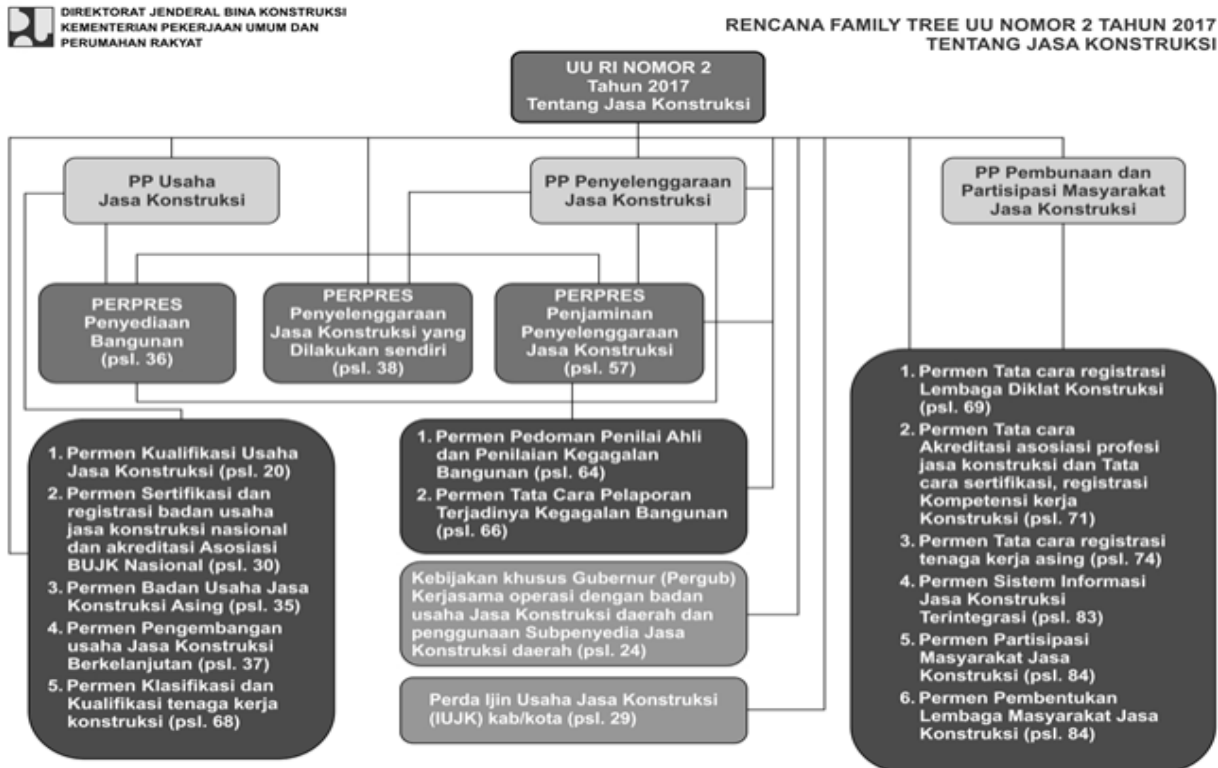 DIREKTORAT JENDERAL BINA KONSTRUKSI
KEMENTERIAN PEKERJAAN UMUM DAN
PERUMAHAN RAKYAT
RENCANA FAMILY TREE UU NOMOR 2 TAHUN 2017
TENTANG JASA KONSTRUKSI
UU RI NOMOR 2
Tahun 2017
Tentang Jasa Konstruksi
PP Usaha
Jasa Konstruksi
PP Penyelenggaraan
Jasa Konstruksi
PP Pembunaan dan
Partisipasi Masyarakat
Jasa Konstruksi
PERPRES
Penyediaan
Bangunan
(psl. 36)
PERPRES
Penyelenggaraan
Jasa Konstruksi yang
Dilakukan sendiri
(psl. 38)
PERPRES
Penjaminan
Penyelenggaraan
Jasa Konstruksi
(psl. 57)
1. Permen Kualifikasi Usaha
Jasa Konstruksi (psl. 20)
2. Permen Sertifikasi dan
registrasi badan usaha
jasa konstruksi nasional
dan akreditasi Asosiasi
BUJK Nasional (psl. 30)
3. Permen Badan Usaha Jasa
Konstruksi Asing (psl. 35)
4. Permen Pengembangan
usaha Jasa Konstruksi
Berkelanjutan (psl. 37)
5. Permen Klasifikasi dan
Kualifikasi tenaga kerja
konstruksi (psl. 68)
1. Permen Pedoman Penilai Ahli
dan Penilaian Kegagalan
Bangunan (psl. 64)
2. Permen Tata Cara Pelaporan
Terjadinya Kegagalan Bangunan
(psl. 66)
Kebijakan khusus Gubernur (Pergub)
Kerjasama operasi dengan badan
usaha Jasa Konstruksi daerah dan
penggunaan Subpenyedia Jasa
Konstruksi daerah (psl. 24)
Perda Ijin Usaha Jasa Konstruksi
(IUJK) kab/kota (psl. 29)
1. Permen Tata cara registrasi
Lembaga Diklat Konstruksi
(psl. 69)
2. Permen Tata cara
Akreditasi asosiasi profesi
jasa konstruksi dan Tata
cara sertifikasi, registrasi
Kompetensi kerja
Konstruksi (psl. 71)
3. Permen Tata cara registrasi
tenaga kerja asing (psl. 74)
4. Permen Sistem Informasi
Jasa Konstruksi
Terintegrasi (psl. 83)
5. Permen Partisipasi
Masyarakat Jasa
Konstruksi (psl. 84)
6. Permen Pembentukan
Lembaga Masyarakat Jasa
Konstruksi (psl. 84)